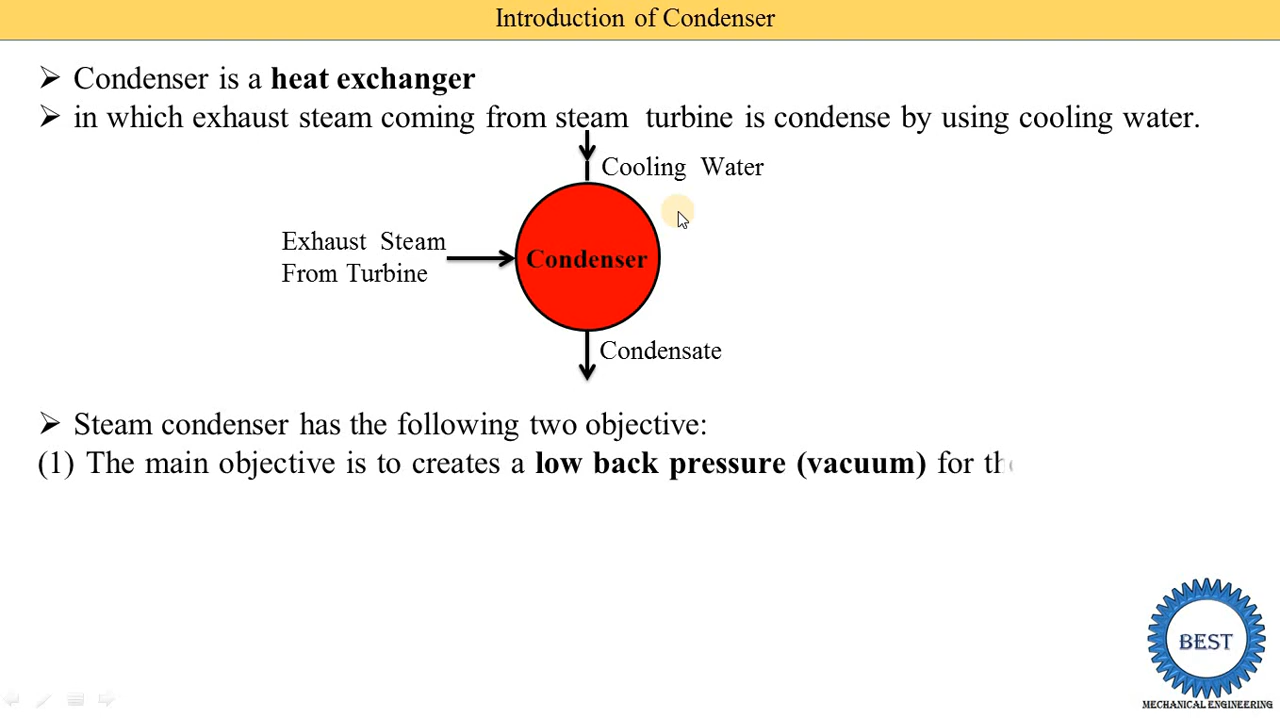 Introduction of Condenser
➢ Condenser is a heat exchanger
➢ in which exhaust steam coming from steam turbine is condense by using cooling water.
Cooling Water
Exhaust Steam
From Turbine
Condenser
Condensate
➢ Steam condenser has the following two objective:
(1) The main objective is to creates a low back pressure (vacuum) for
BEST
MECHANICAL ENGINEERING